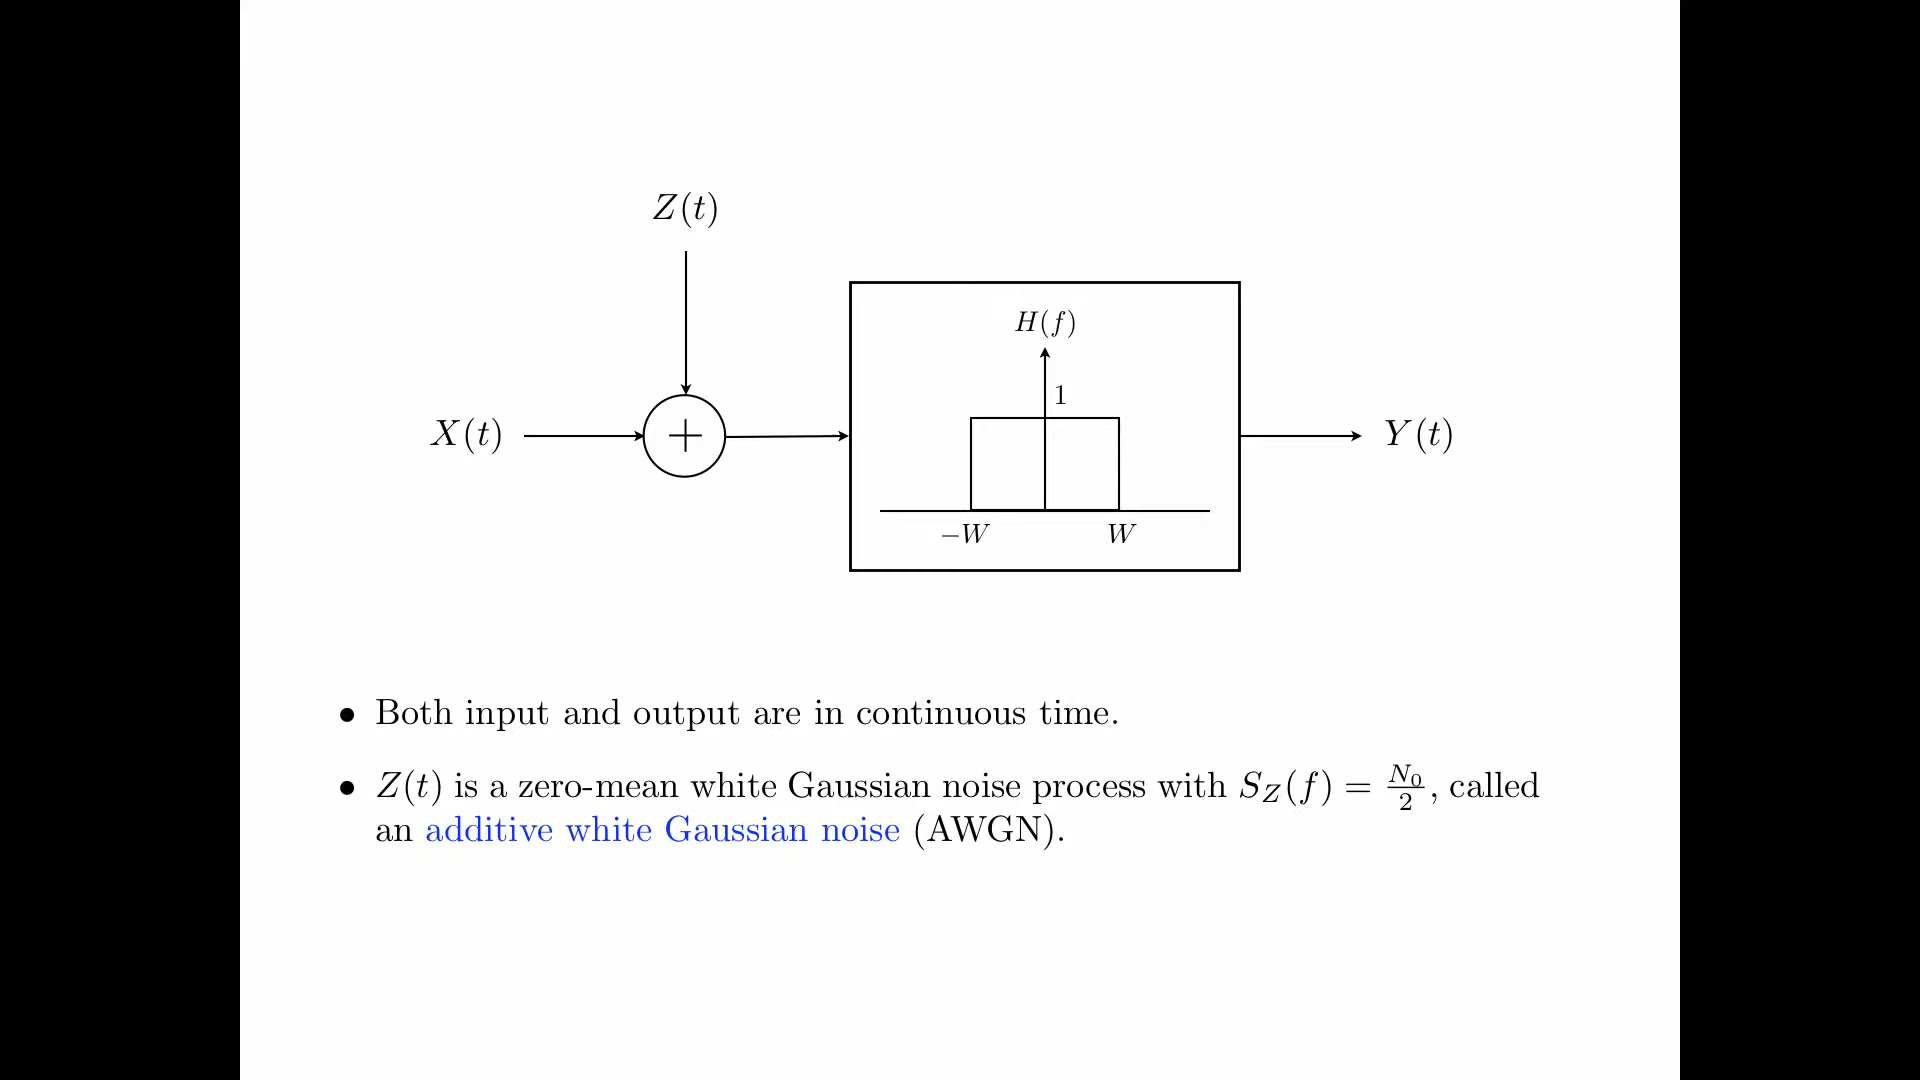 Z(t)
H(f)
1
X(t)
+
Y(t)
−W
W
• Both input and output are in continuous time.
• Z(t) is a zero-mean white Gaussian noise process with S_Z(f) = \frac{N_0}{2}, called
an additive white Gaussian noise (AWGN).